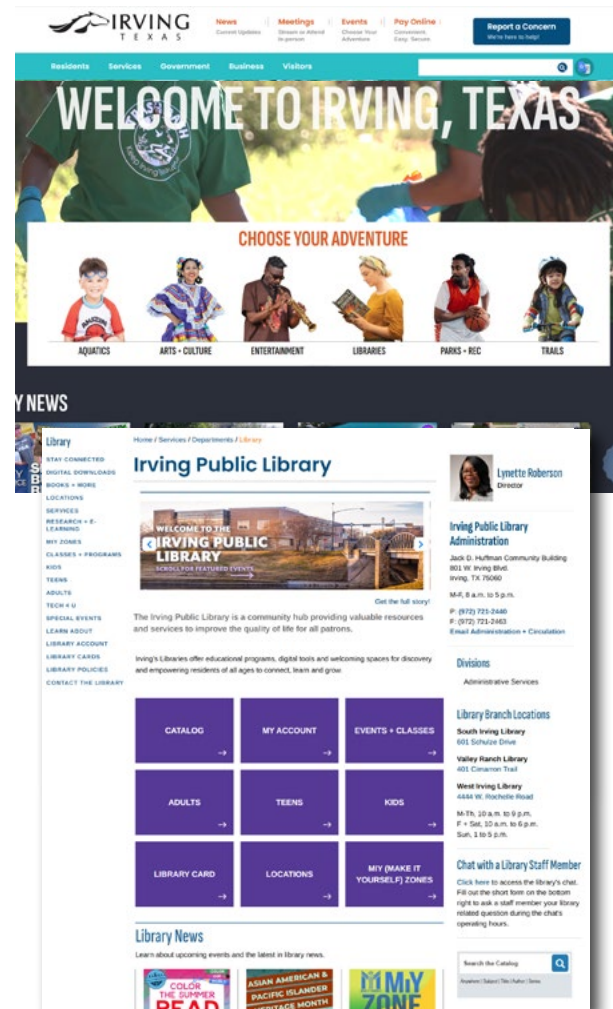 IRVING
TEXAS
News
Current Updates
Meetings
Stream or Attend
In-person
Events
Choose Your
Adventure
Pay Online
Convenient.
Easy. Secure.
Report a Concern
We're here to help!
Residents
Services
Government
Business
Visitors
WELCOME TO IRVING, TEXAS
CHOOSE YOUR ADVENTURE
AQUATICS
ARTS + CULTURE
ENTERTAINMENT
LIBRARIES
PARKS + REC
TRAILS
Y NEWS
Library
STAY CONNECTED
DIGITAL DOWNLOADS
BOOKS + MORE
LOCATIONS
SERVICES
RESEARCH + E-
LEARNING
MIY ZONES
CLASSES + PROGRAMS
KIDS
TEENS
ADULTS
TECH 4 U
SPECIAL EVENTS
LEARN ABOUT
LIBRARY ACCOUNT
LIBRARY CARDS
LIBRARY POLICIES
CONTACT THE LIBRARY
Home / Services / Departments / Library
Irving Public Library
WELCOME TO THE
IRVING PUBLIC
LIBRARY
SCROLL FOR FEATURED EVENTS
Get the full story!
The Irving Public Library is a community hub providing valuable resources
and services to improve the quality of life for all patrons.
Irving's Libraries offer educational programs, digital tools and welcoming spaces for discovery
and empowering residents of all ages to connect, learn and grow.
CATALOG
MY ACCOUNT
EVENTS + CLASSES
ADULTS
TEENS
KIDS
LIBRARY CARD
LOCATIONS
MIY (MAKE IT
YOURSELF) ZONES
Library News
Learn about upcoming events and the latest in library news.
COLOR
THE SUMMER
READ
ASIAN AMERICAN &
PACIFIC ISLANDER
HERITAGE MONTH
MIY
ZONE
Lynette Roberson
Director
Irving Public Library
Administration
Jack D. Huffman Community Building
801 W. Irving Blvd.
Irving, TX 75060
M-F, 8 a.m. to 5 p.m.
P: (972) 721-2440
F: (972) 721-2463
Email Administration + Circulation
Divisions
Administrative Services
Library Branch Locations
South Irving Library
601 Schulze Drive
Valley Ranch Library
401 Cimarron Trail
West Irving Library
4444 W. Rochelle Road
M-Th, 10 a.m. to 9 p.m.
F + Sat, 10 a.m. to 6 p.m.
Sun, 1 to 5 p.m.
Chat with a Library Staff Member
Click here to access the library's chat.
Fill out the short form on the bottom
right to ask a staff member your library
related question during the chat's
operating hours.
Search the Catalog
Anywhere | Subject | Title | Author | Series